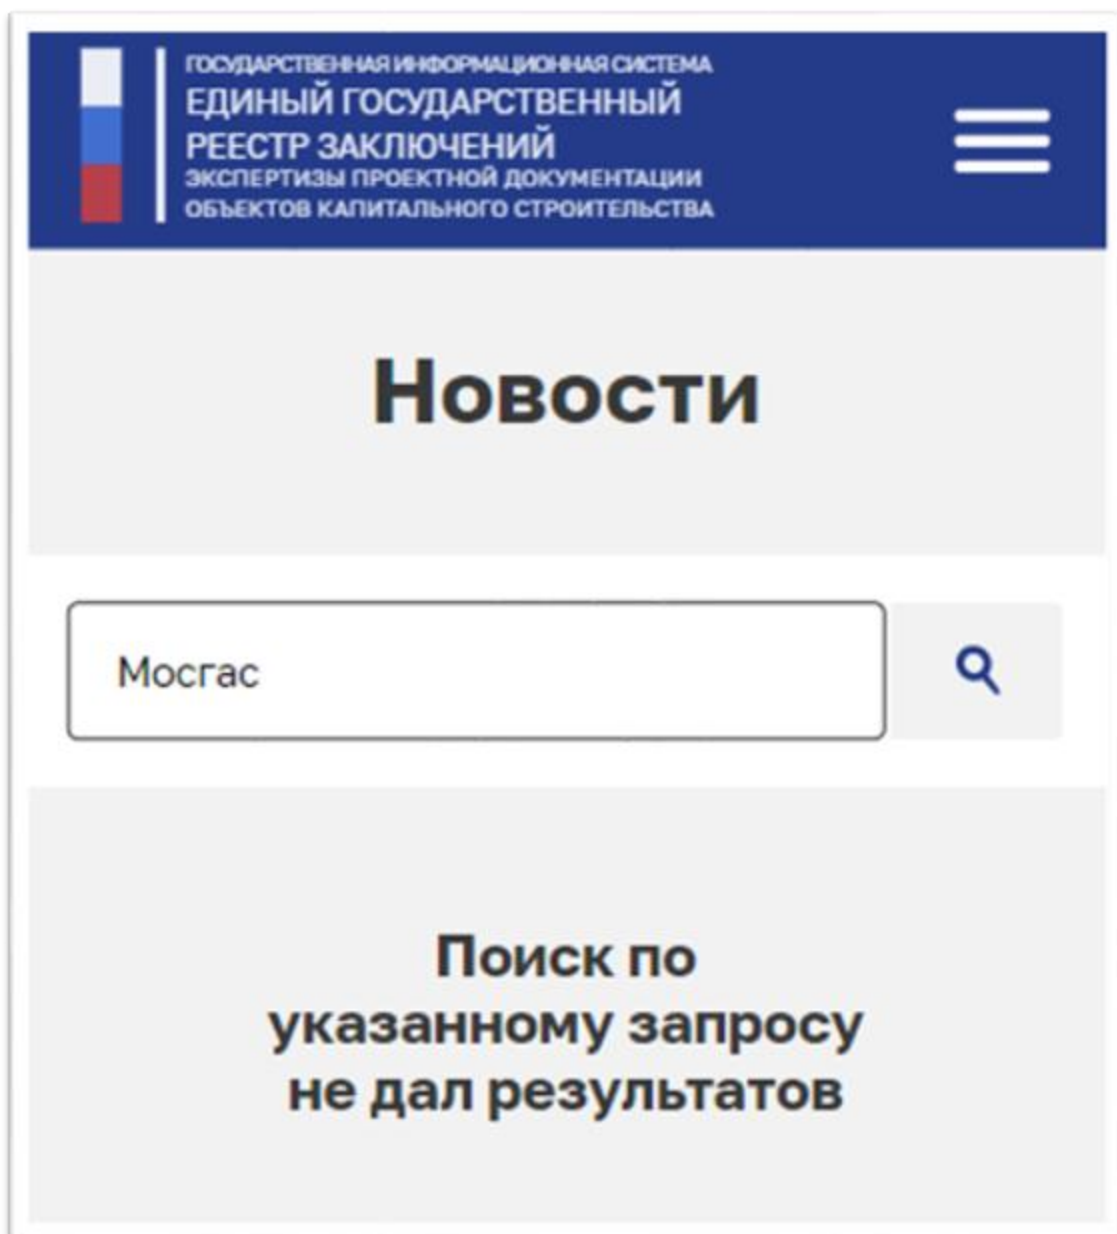 ГОСУДАРСТВЕННАЯ ИНФОРМАЦИОННАЯ СИСТЕМА
ЕДИНЫЙ ГОСУДАРСТВЕННЫЙ
РЕЕСТР ЗАКЛЮЧЕНИЙ
ЭКСПЕРТИЗЫ ПРОЕКТНОЙ ДОКУМЕНТАЦИИ
ОБЪЕКТОВ КАПИТАЛЬНОГО СТРОИТЕЛЬСТВА
Новости
Мосгас
Поиск по
указанному запросу
не дал результатов